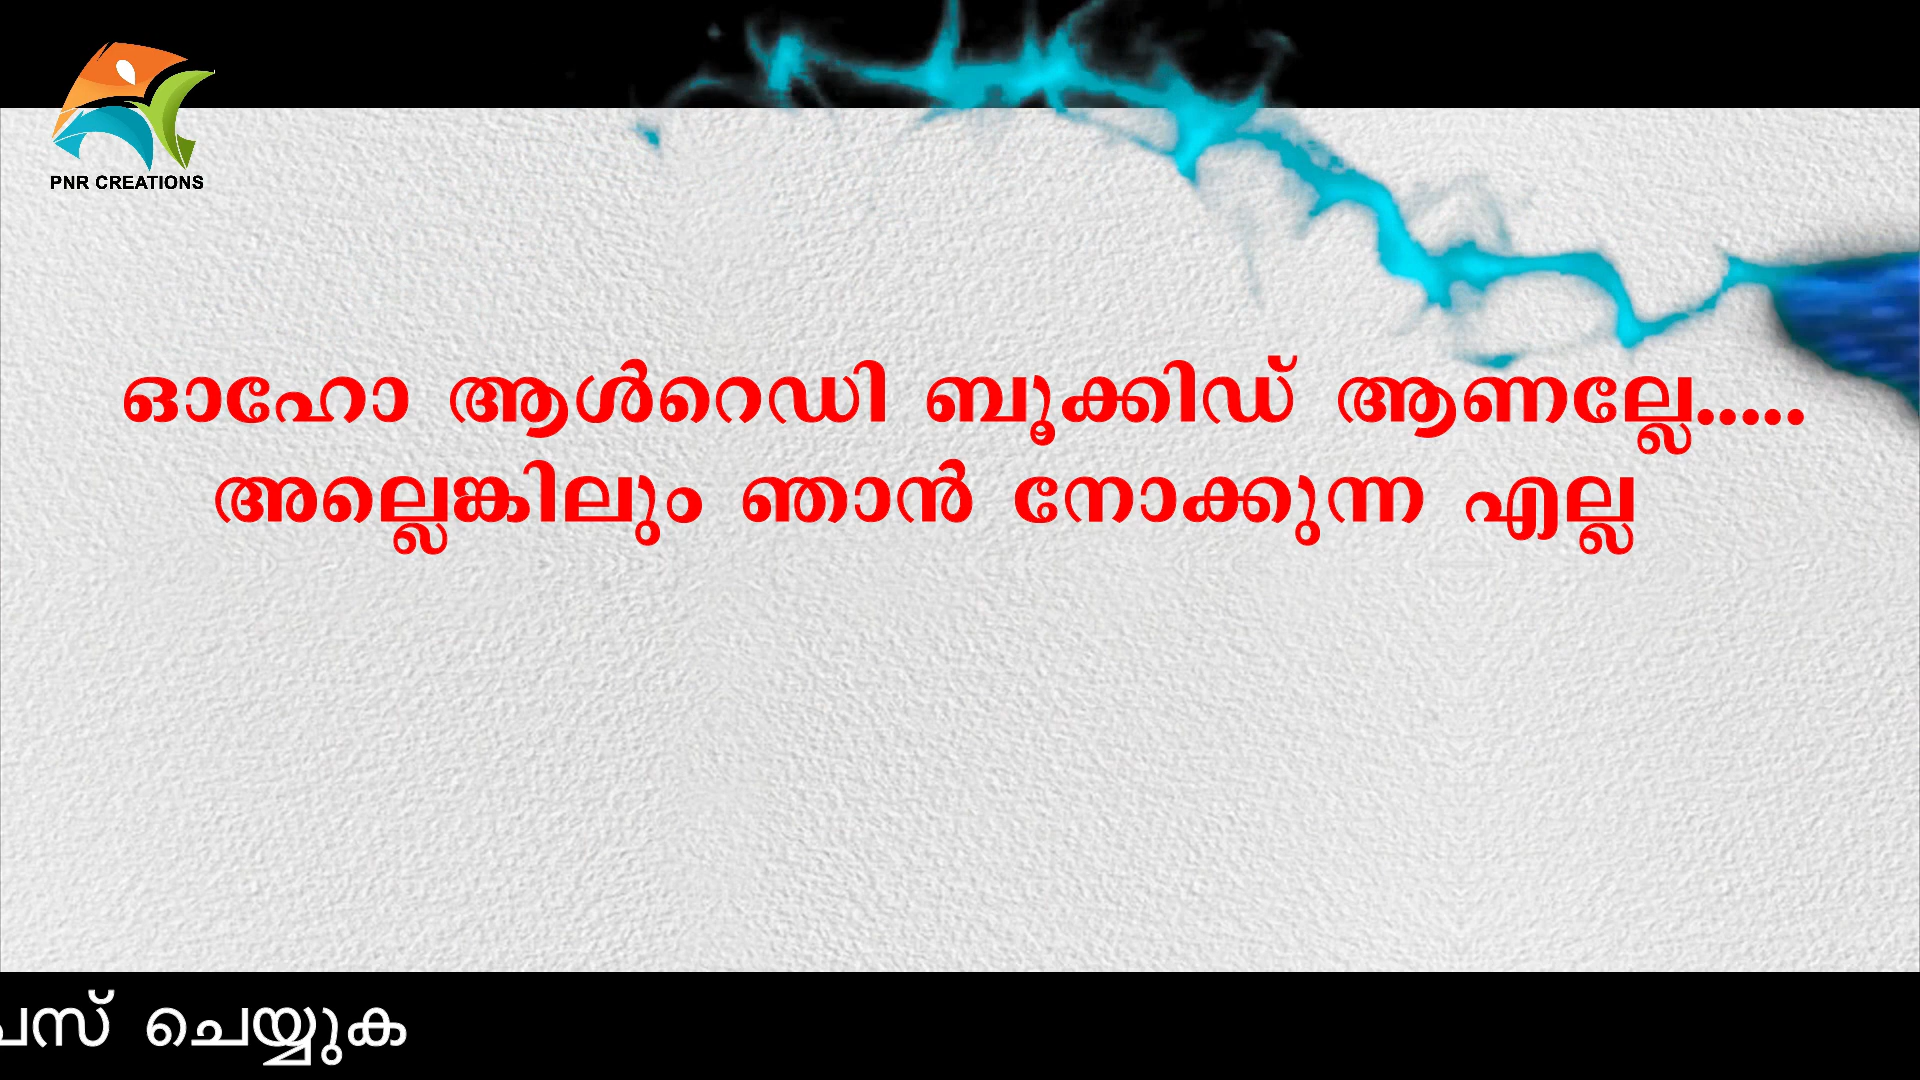 PNR CREATIONS
ഓഹോ ആൾറെഡി ബൂക്കിഡ് ആണല്ലേ.....
അല്ലെങ്കിലും ഞാൻ നോക്കുന്ന എല്ല
ചെയ്യുക